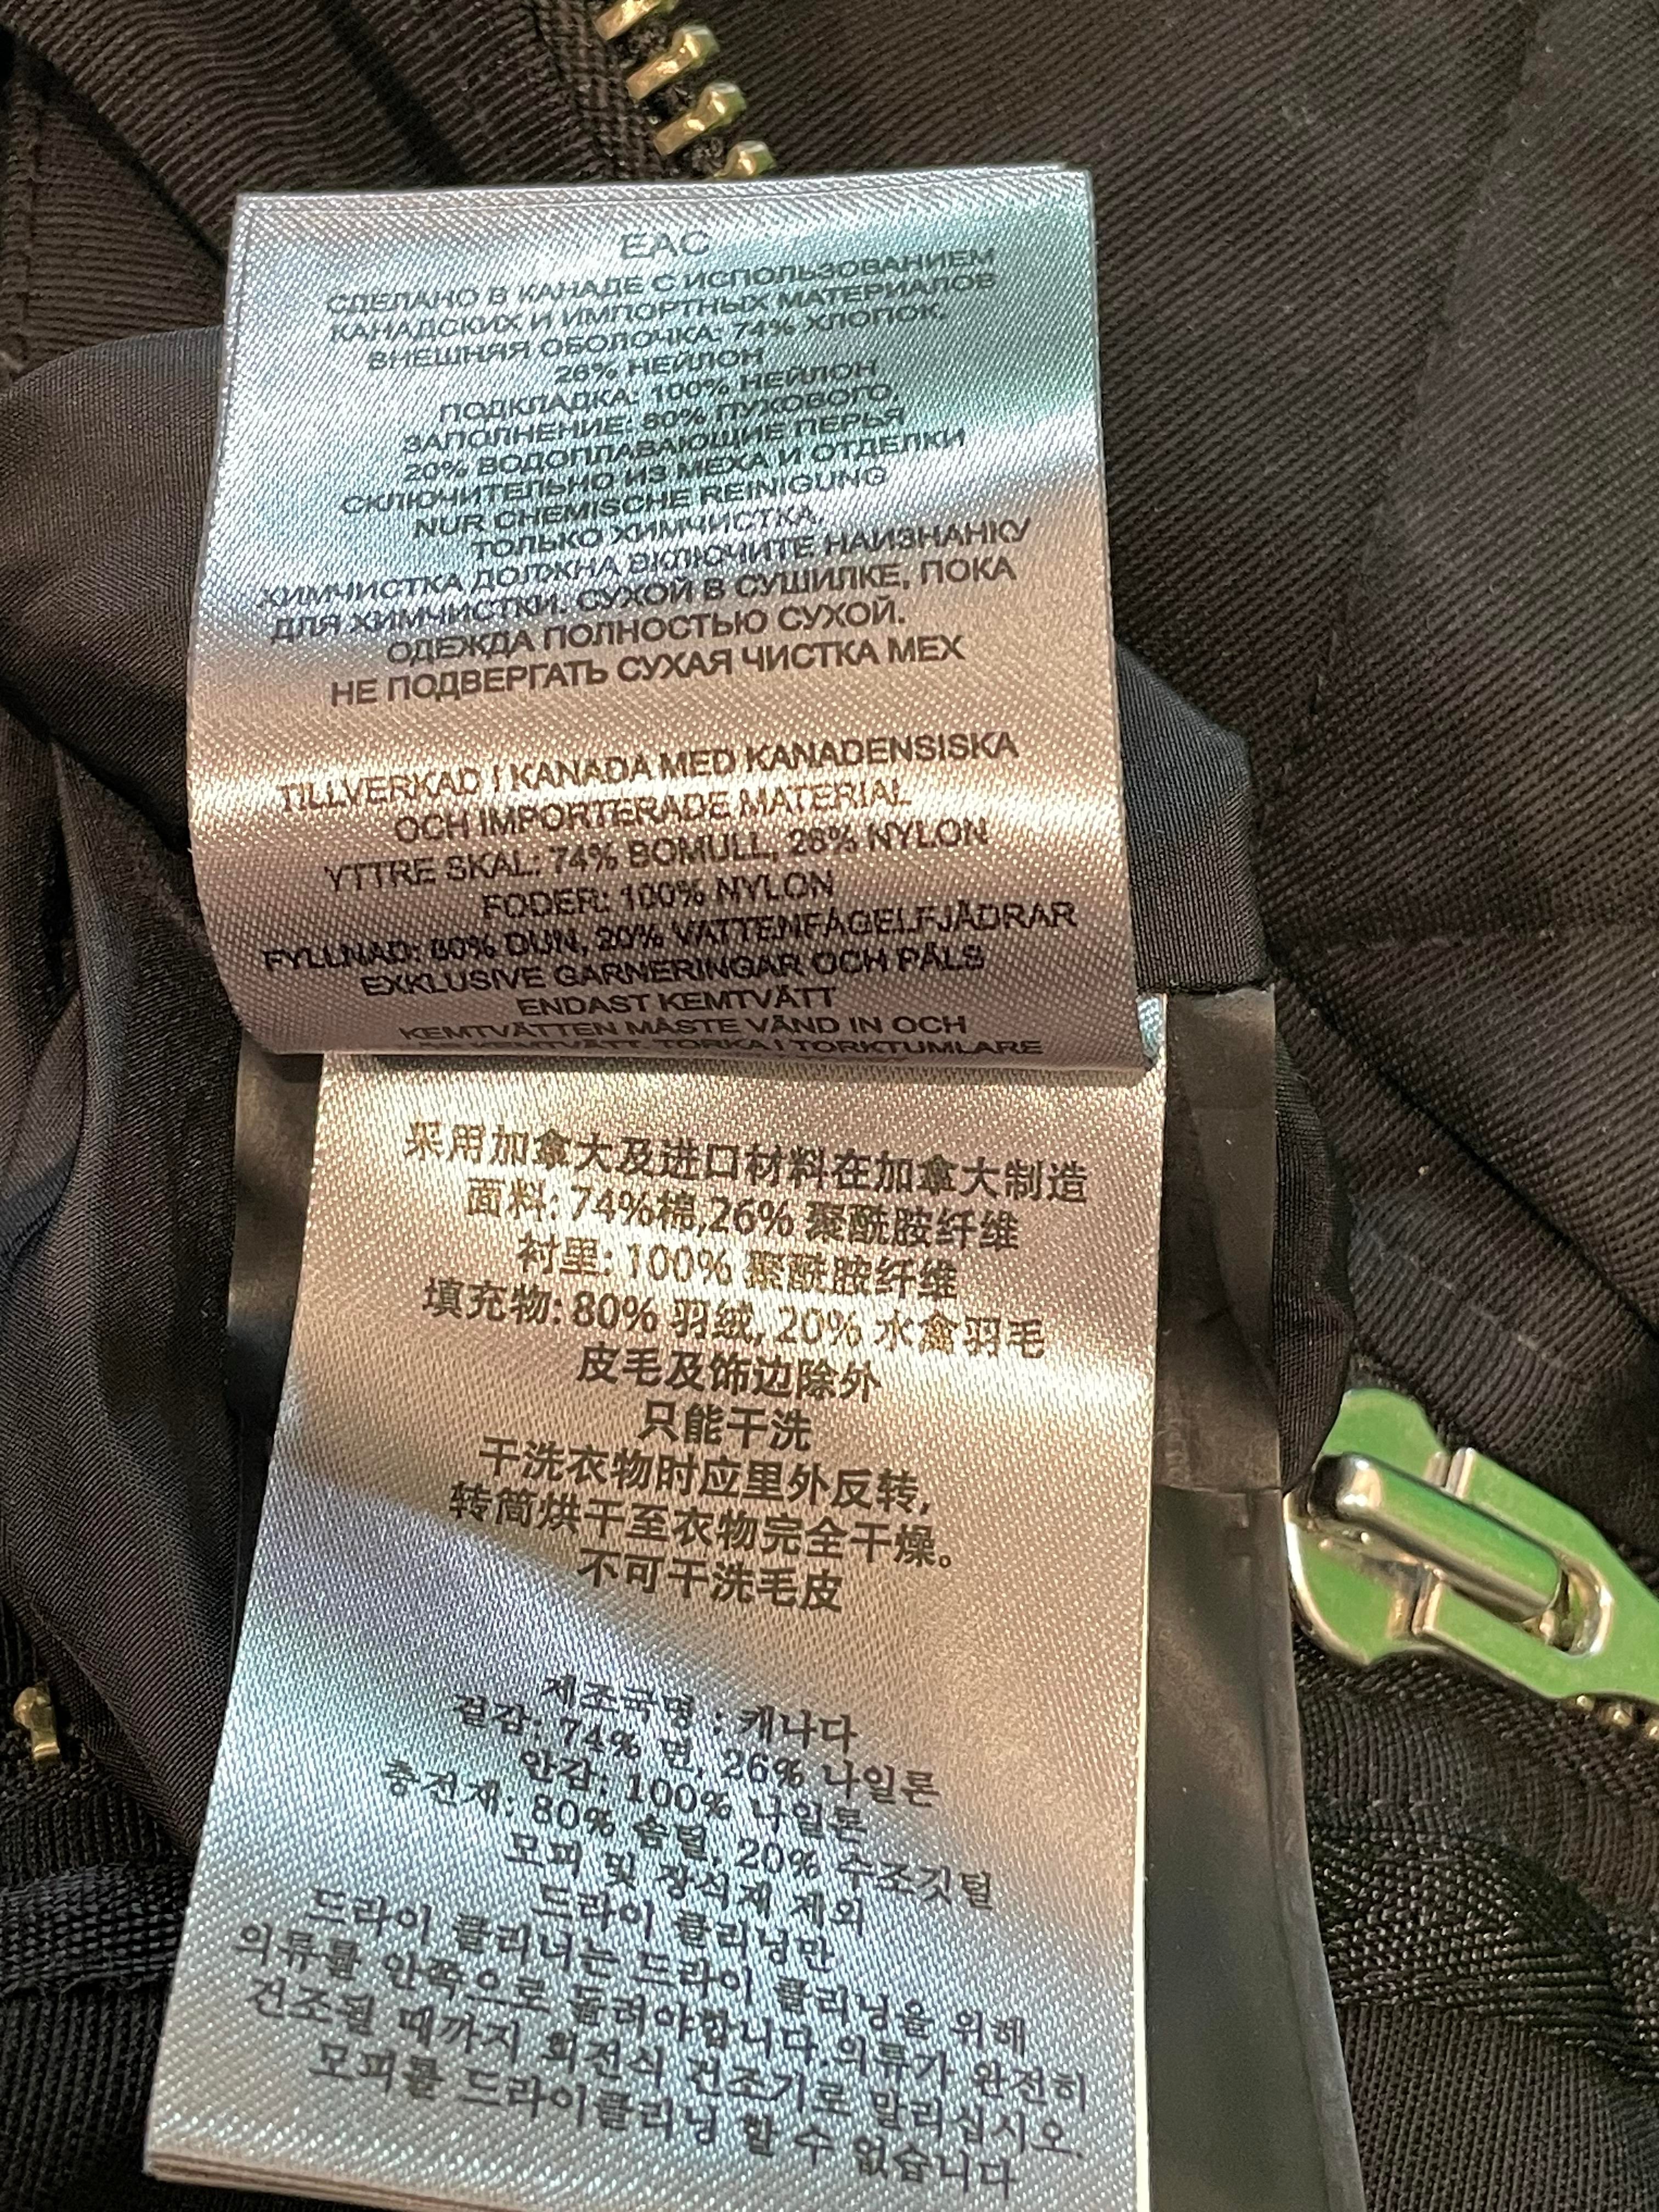 EAC
СДЕЛАНО В КАНАДЕ С ИСПОЛЬЗОВАНИЕМ
КАНАДСКИХ И ИМПОРТНЫХ МАТЕРИАЛОВ
ВНЕШНЯЯ ОБОЛОЧКА: 74% ХЛОПОК.
26% НЕЙЛОН
ПОДКЛАДКА: 100% НЕЙЛОН
ЗАПОЛНЕНИЕ: 80% ПУХОВОГО,
20% ВОДОПЛАВАЮЩИЕ ПЕРЬЯ
СКЛЮЧИТЕЛЬНО ИЗ МЕХА И ОТДЕЛКИ
NUR CHEMISCHE REINIGUNG
ТОЛЬКО ХИМЧИСТКА.
ХИМЧИСТКА ДОЛЖНА ВКЛЮЧИТЕ НАИЗНАНКУ
ДЛЯ ХИМЧИСТКИ. СУХОЙ В СУШИЛКЕ, ПОКА
ОДЕЖДА ПОЛНОСТЬЮ СУХОЙ.
НЕ ПОДВЕРГАТЬ СУХАЯ ЧИСТКА МЕХ
TILLVERKAD I KANADA MED KANADENSISKA
OCH IMPORTERADE MATERIAL
YTTRE SKAL: 74% BOMULL, 26% NYLON
FODER: 100% NYLON
FYLLNAD: 80% DUN, 20% VATTENFÅGELFJÄDRAR
EXKLUSIVE GARNERINGAR OCH PÄLS
ENDAST KEMTVÄTT
KEMTVÄTTEN MÅSTE VÄND IN OCH
KEMTVÄTT. TORKA I TORKTUMLARE
采用加拿大及进口材料在加拿大制造
面料: 74%棉,26% 聚酰胺纤维
衬里: 100% 聚酰胺纤维
填充物: 80% 羽绒, 20% 水禽羽毛
皮毛及饰边除外
只能干洗
干洗衣物时应里外反转,
转筒烘干至衣物完全干燥。
不可干洗毛皮
제조국명 : 캐나다
겉감: 74% 면, 26% 나일론
안감: 100% 나일론
충전재: 80% 솜털, 20% 수조깃털
모피 및 장식재 제외
드라이 클리닝만
드라이 클리너는 드라이 클리닝을 위해
의류를 안쪽으로 돌려야합니다.의류가 완전히
건조될 때까지 회전식 건조기로 말리십시오.
모피를 드라이클리닝 할 수 없습니다